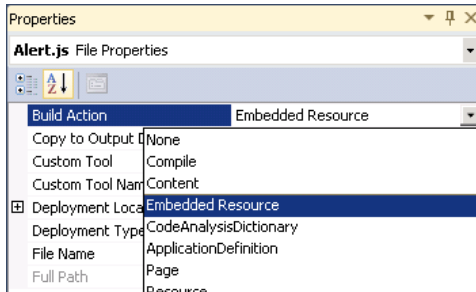 Properties
Alert.js File Properties
Build Action Embedded Resource
Copy to Output
None
Custom Tool
Compile
Custom Tool Nam
Content
Deployment Loca
Embedded Resource
Deployment Type
CodeAnalysisDictionary
File Name
ApplicationDefinition
Full Path
Page
Resource